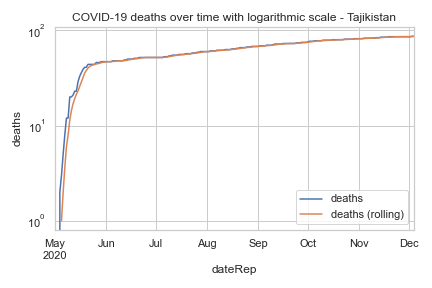 COVID-19 deaths over time with logarithmic scale - Tajikistan
10²
10¹
10⁰
deaths
deaths
deaths (rolling)
May Jun Jul Aug Sep Oct Nov Dec
2020
dateRep